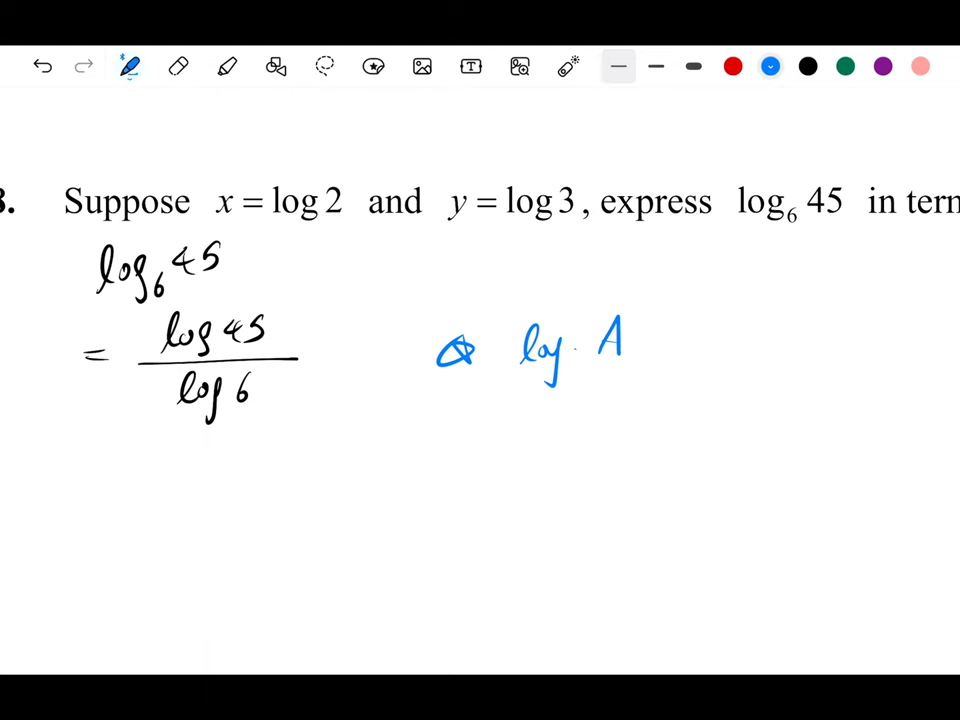 3. Suppose x = log 2 and y = log 3, express log₆ 45 in term
log₆ 45
= log 45 / log 6
log A